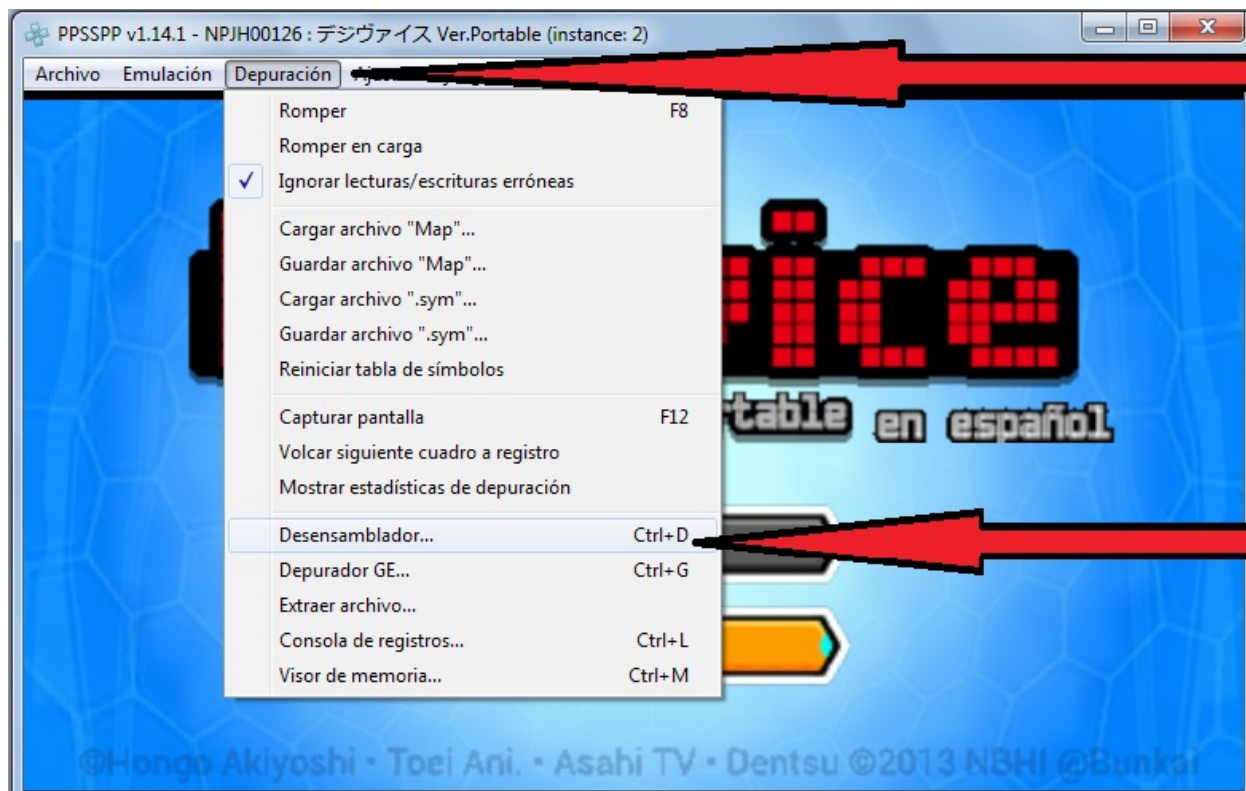 PPSSPP v1.14.1 - NPJH00126 : デジヴァイス Ver.Portable (instance: 2)
Archivo Emulación Depuración
Romper F8
Romper en carga
Ignorar lecturas/escrituras erróneas
Cargar archivo "Map"...
Guardar archivo "Map"...
Cargar archivo ".sym"...
Guardar archivo ".sym"...
Reiniciar tabla de símbolos
Capturar pantalla F12
Volcar siguiente cuadro a registro
Mostrar estadísticas de depuración
Desensamblador... Ctrl+D
Depurador GE... Ctrl+G
Extraer archivo...
Consola de registros... Ctrl+L
Visor de memoria... Ctrl+M
ice
rtable en español
©Hongo Akiyoshi • Toei Ani. • Asahi TV • Dentsu ©2013 NBHI @Bunkai